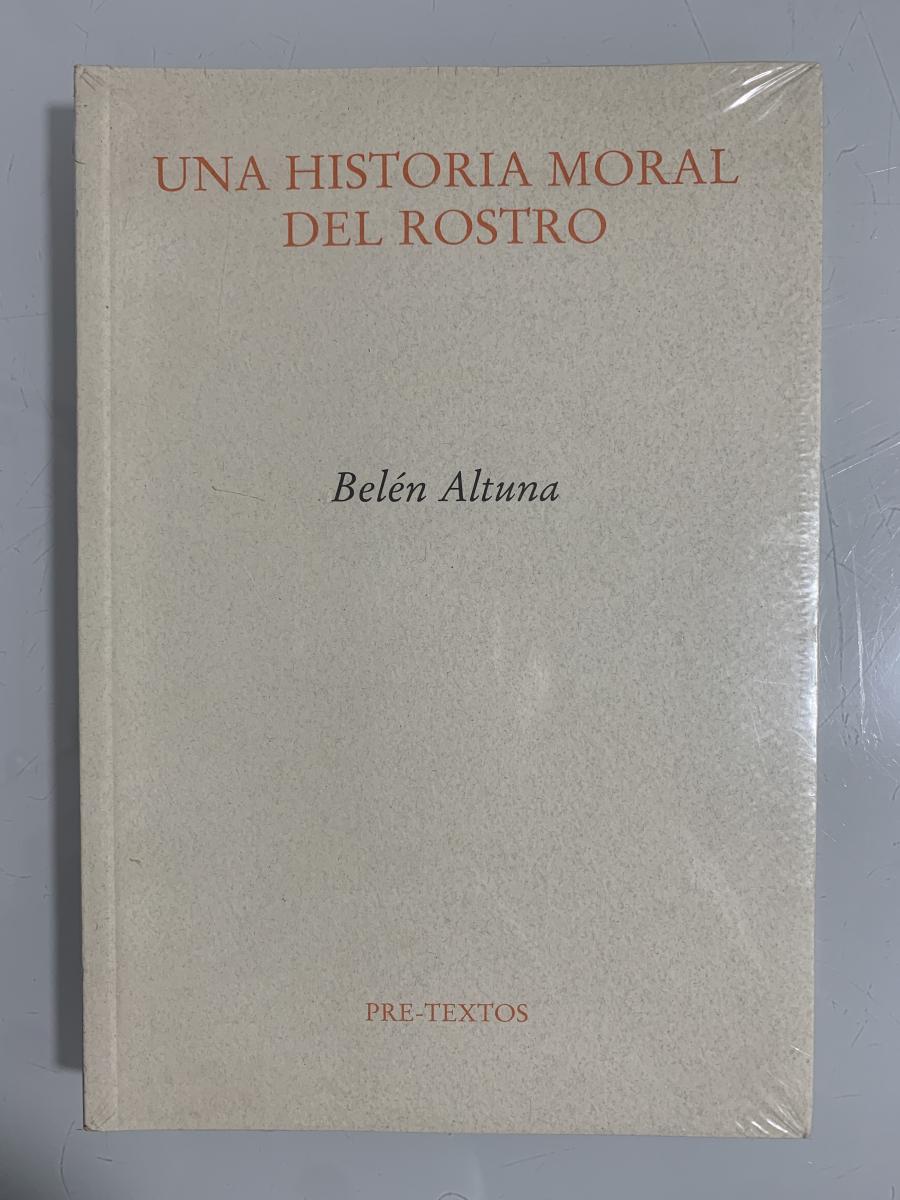 UNA HISTORIA MORAL
DEL ROSTRO
Belén Altuna
PRE-TEXTOS